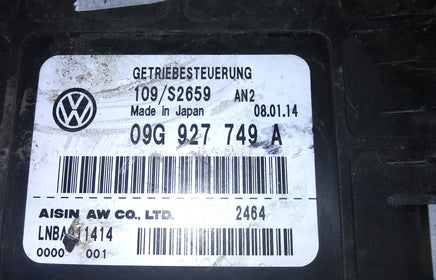 GETRIEBESTEUERUNG
109/S2659 AN2
Made in Japan 08.01.14
09G 927 749 A
AISIN AW CO., LTD. 2464
0000 001